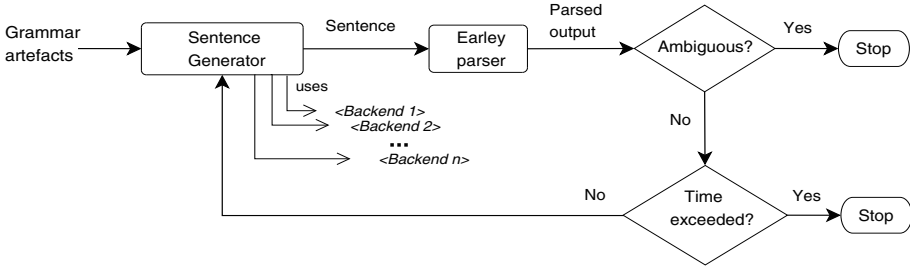 Grammar
artefacts
Sentence
Generator
Sentence
Earley
parser
Parsed
output
Ambiguous?
Yes
Stop
uses
<Backend 1>
<Backend 2>
...
<Backend n>
No
No
Time
exceeded?
Yes
Stop